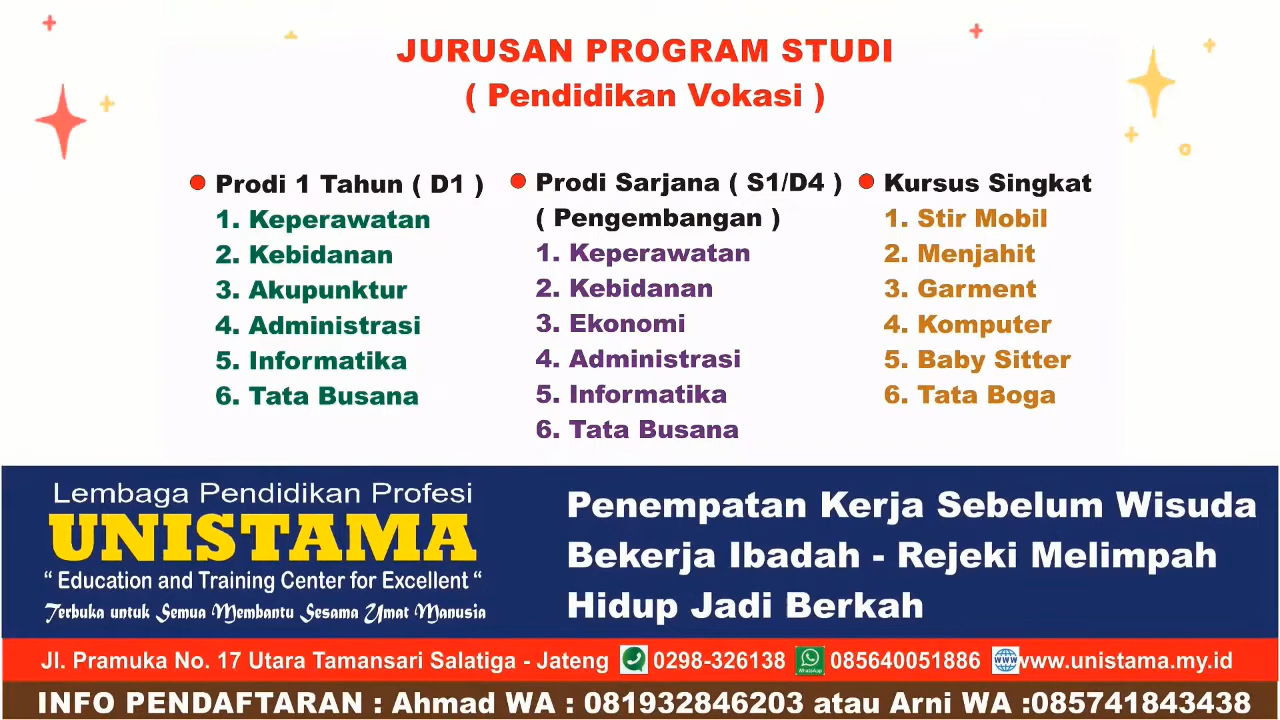 JURUSAN PROGRAM STUDI
( Pendidikan Vokasi )
Prodi 1 Tahun ( D1 )
1. Keperawatan
2. Kebidanan
3. Akupunktur
4. Administrasi
5. Informatika
6. Tata Busana
Prodi Sarjana ( S1/D4 )
( Pengembangan )
1. Keperawatan
2. Kebidanan
3. Ekonomi
4. Administrasi
5. Informatika
6. Tata Busana
Kursus Singkat
1. Stir Mobil
2. Menjahit
3. Garment
4. Komputer
5. Baby Sitter
6. Tata Boga
Lembaga Pendidikan Profesi
UNISTAMA
“ Education and Training Center for Excellent “
Terbuka untuk Semua Membantu Sesama Umat Manusia
Penempatan Kerja Sebelum Wisuda
Bekerja Ibadah - Rejeki Melimpah
Hidup Jadi Berkah
Jl. Pramuka No. 17 Utara Tamansari Salatiga - Jateng 0298-326138 WhatsApp 085640051886 www.unistama.my.id
INFO PENDAFTARAN : Ahmad WA : 081932846203 atau Arni WA :085741843438